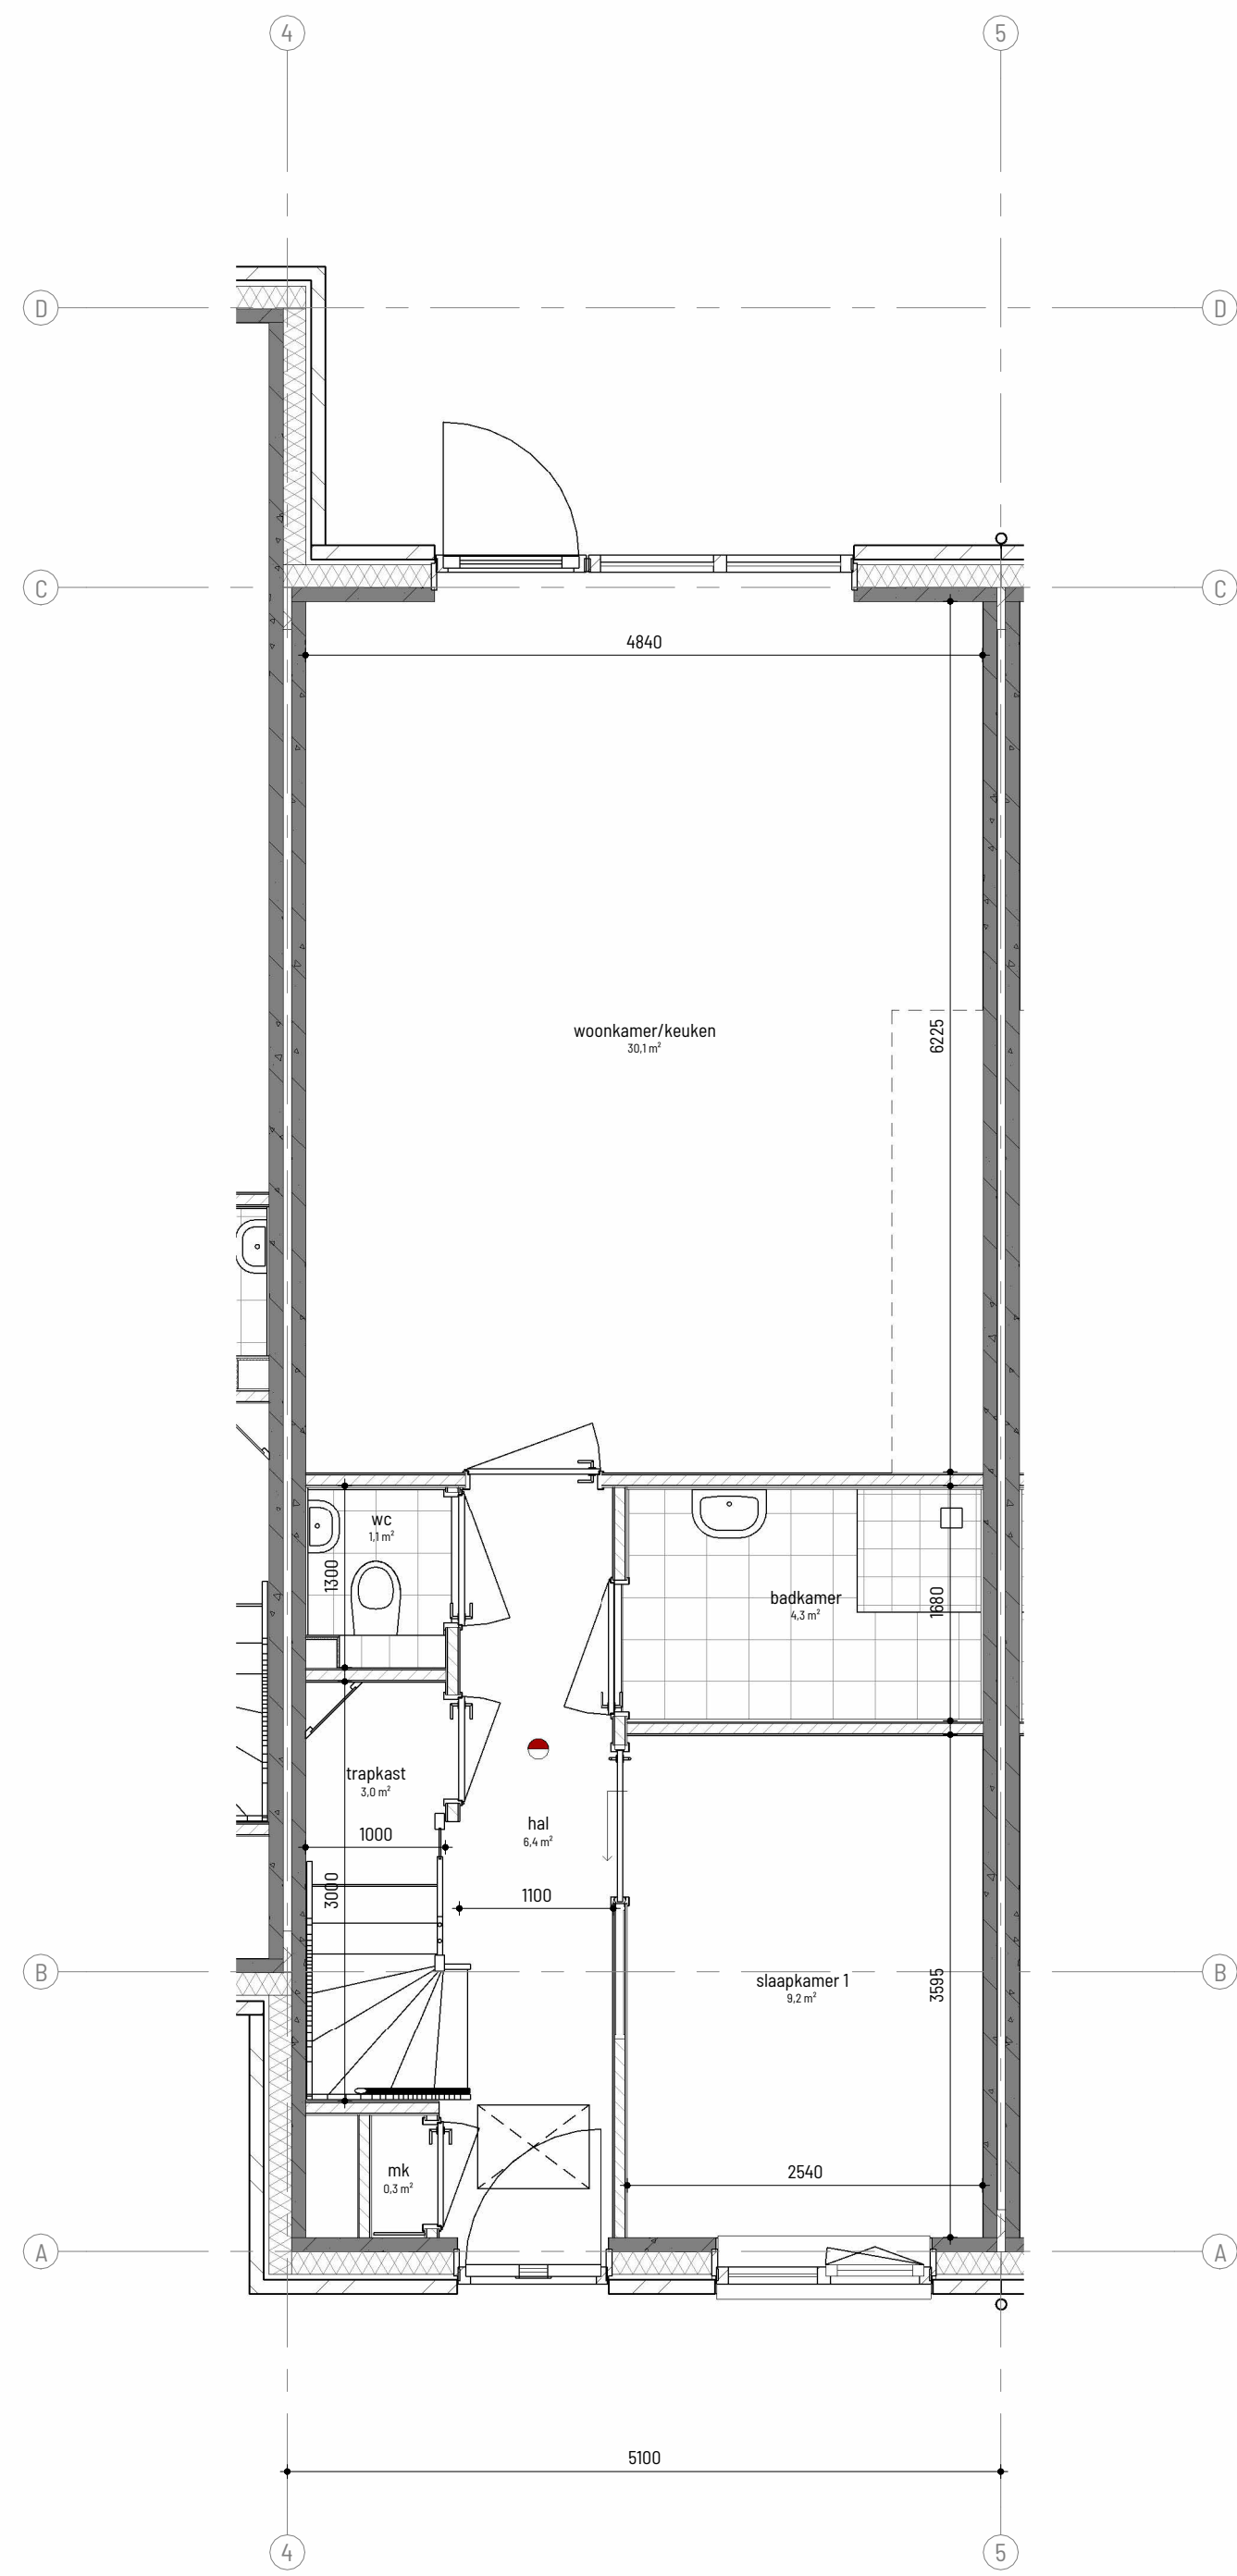 4
5
D
D
C
C
4840
woonkamer/keuken
30,1 m²
6225
wc
1,1 m²
1300
badkamer
4,3 m²
1680
trapkast
3,0 m²
1000
3000
hal
6,4 m²
1100
B
B
slaapkamer 1
9,2 m²
3595
mk
0,3 m²
2540
A
A
5100
4
5